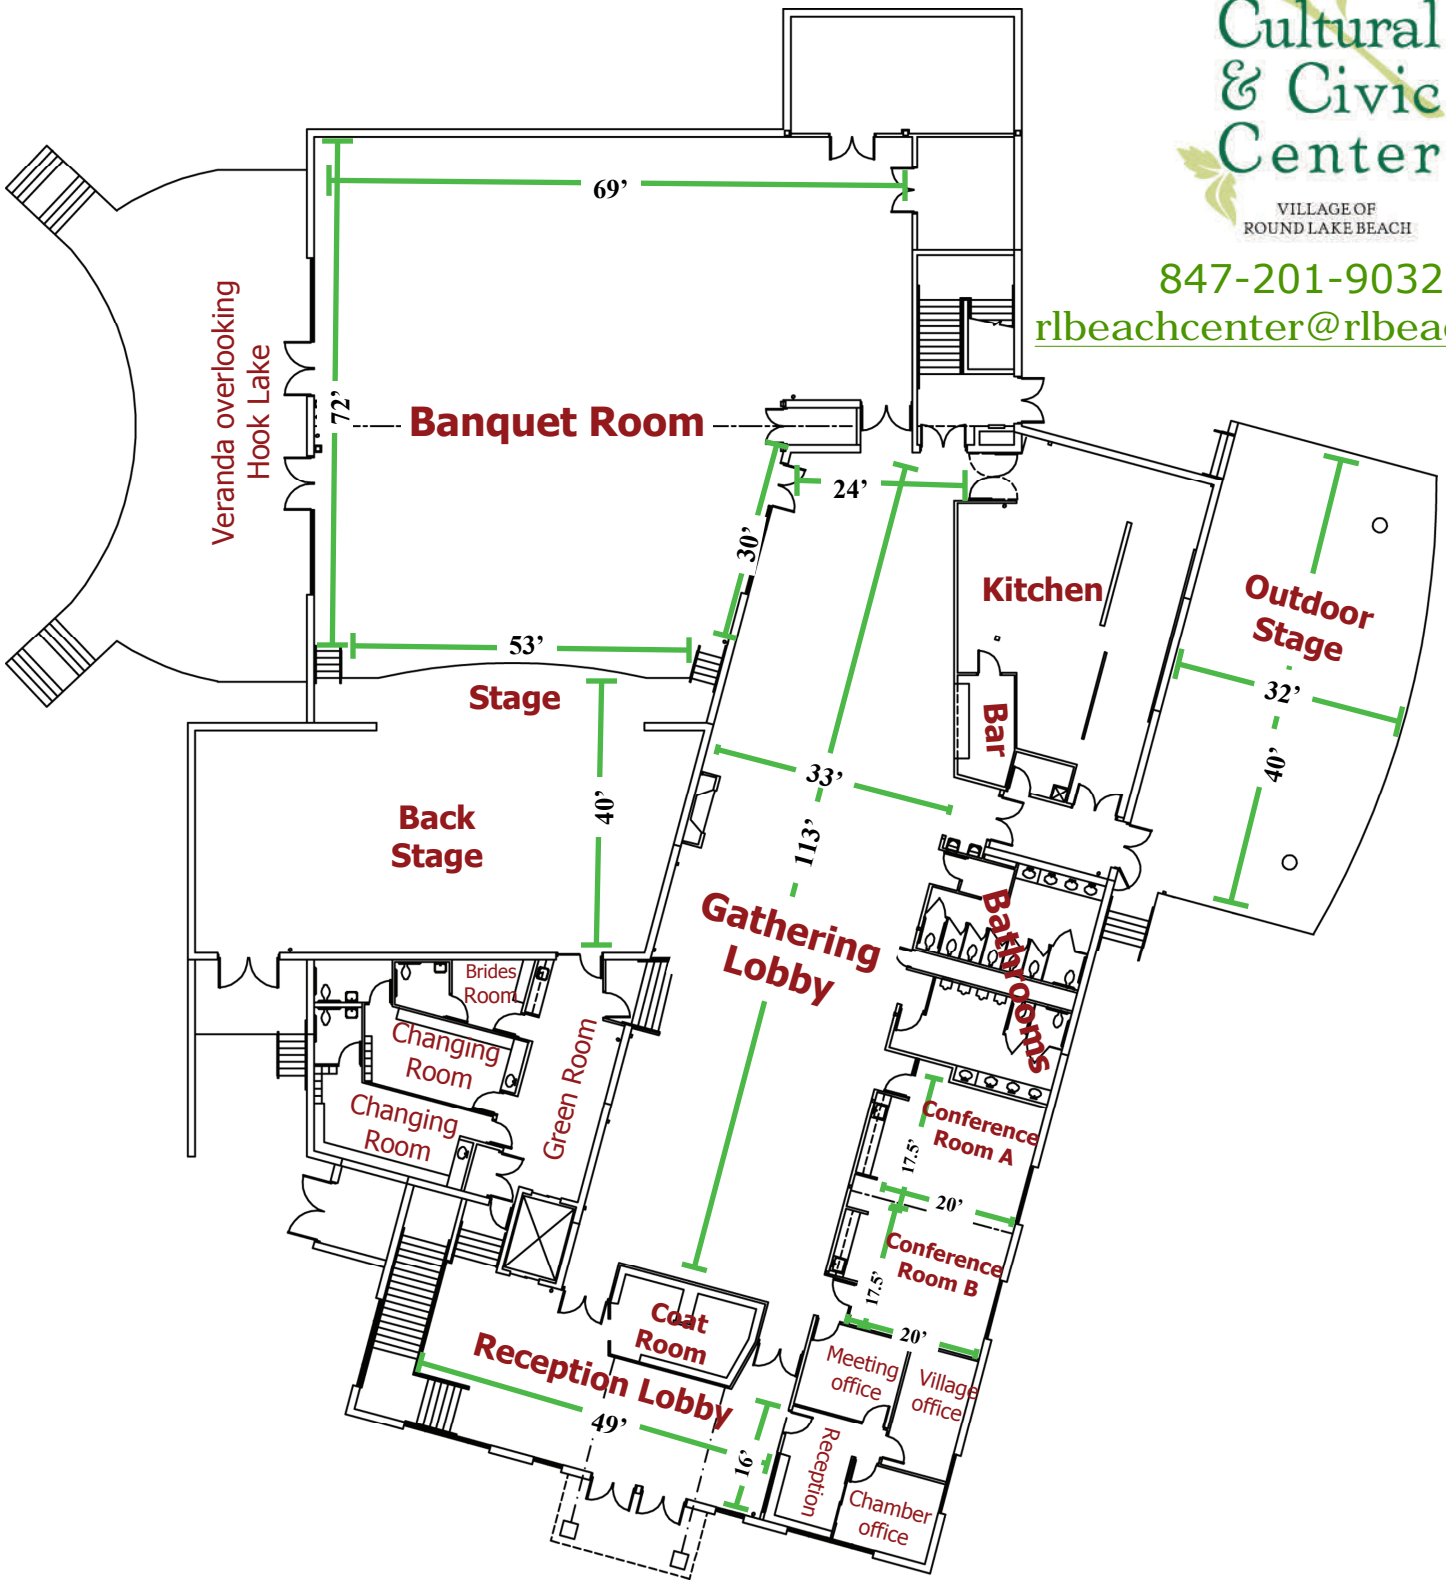 Cultural
& Civic
Center
VILLAGE OF
ROUND LAKE BEACH
847-201-9032
rlbeachcenter@rlbeac
69'
Veranda overlooking
Hook Lake
72'
Banquet Room
24'
30'
Kitchen
Outdoor
Stage
53'
Stage
32'
Bar
33'
40'
40'
Back
Stage
113'
Gathering
Lobby
Bathrooms
Brides
Room
Changing
Room
Green Room
Changing
Room
Conference
Room A
17.5'
20'
Conference
Room B
17.5'
20'
Coat
Room
Reception Lobby
Meeting
office
Village
office
49'
16'
Reception
Chamber
office